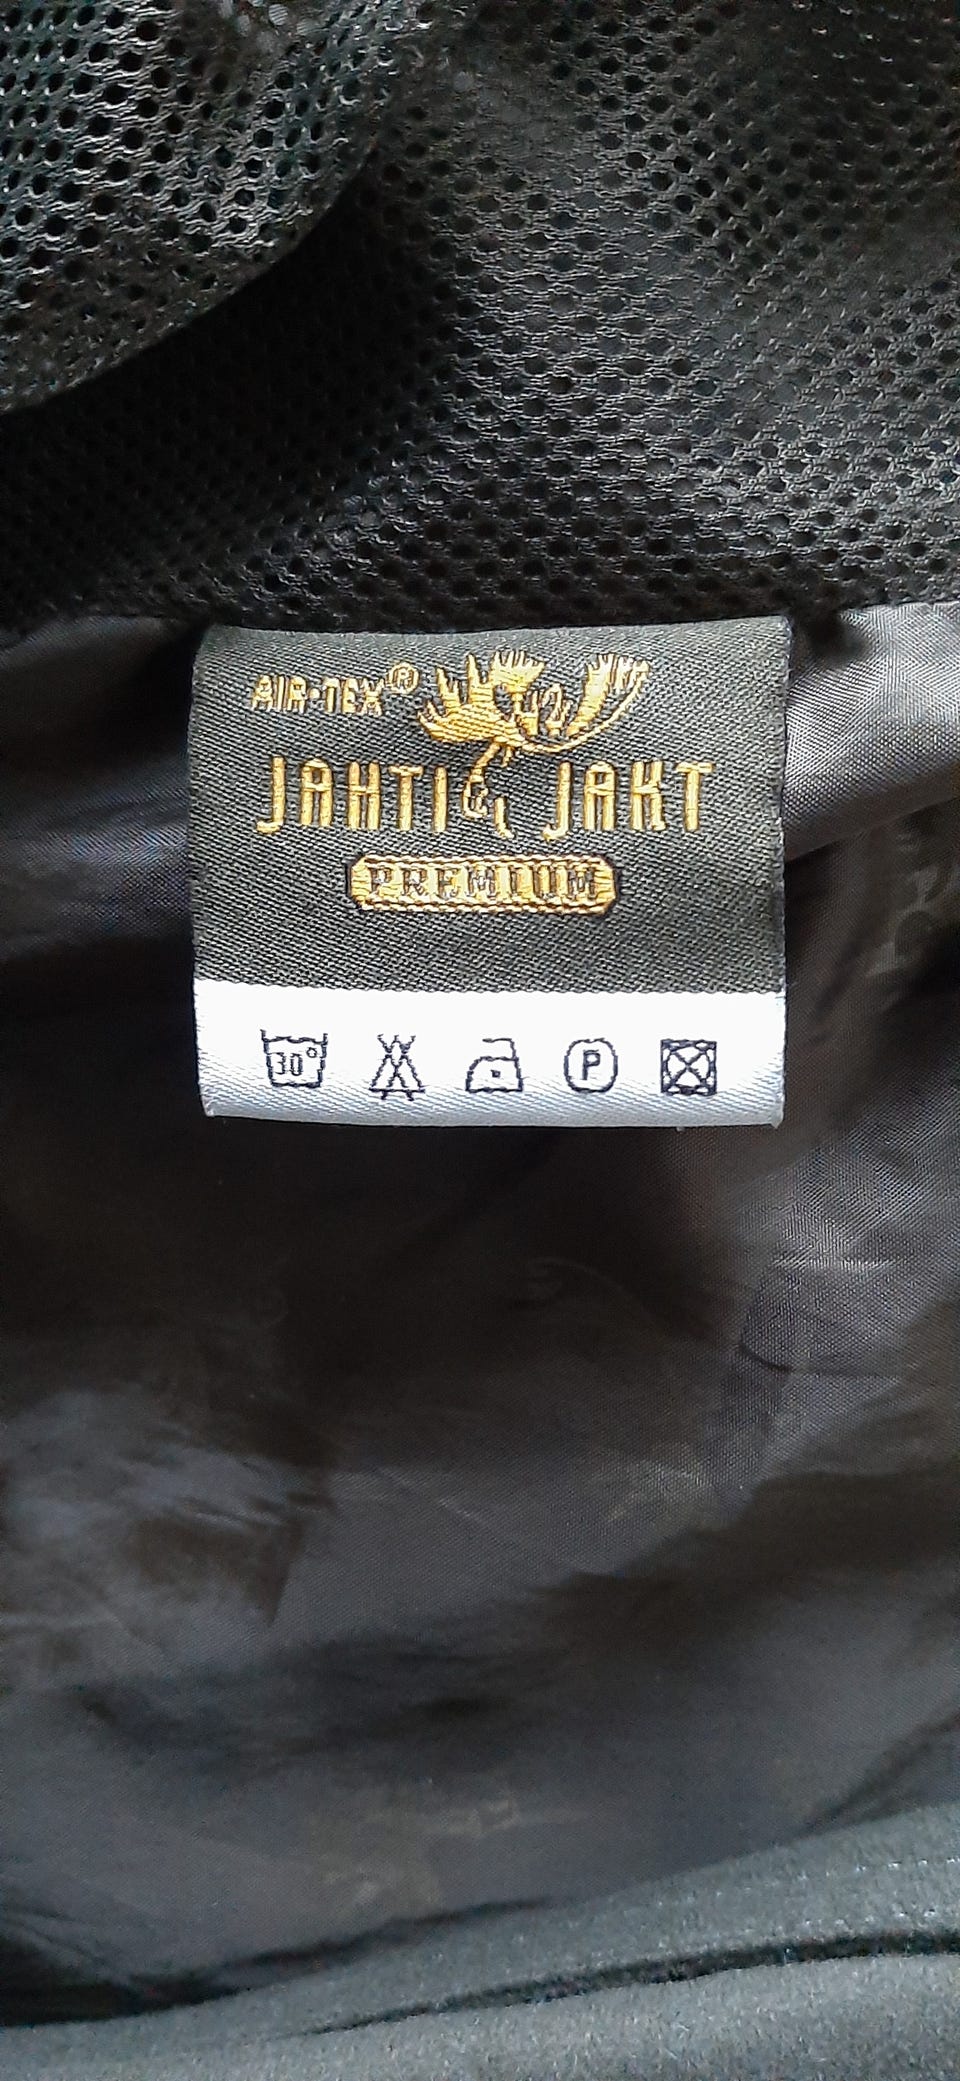 AIR-TEX®
JAHTI JAKT
PREMIUM
30° P